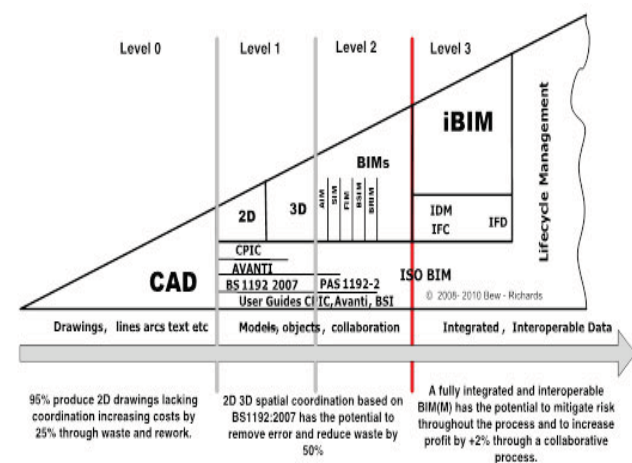 Level 0
Level 1
Level 2
Level 3
iBIM
BIMs
2D
3D
AIM
SIM
FIM
BSIM
BRIM
IDM
IFC
IFD
Lifecycle Management
CAD
CPIC
AVANTI
BS 1192 2007
PAS 1192-2
User Guides CPIC, Avanti, BSI
ISO BIM
© 2008- 2010 Bew - Richards
Drawings, lines arcs text etc
Models, objects, collaboration
Integrated , Interoperable Data
95% produce 2D drawings lacking
coordination increasing costs by
25% through waste and rework.
2D 3D spatial coordination based on
BS1192:2007 has the potential to
remove error and reduce waste by
50%
A fully integrated and interoperable
BIM(M) has the potential to mitigate risk
throughout the process and to increase
profit by +2% through a collaborative
process.